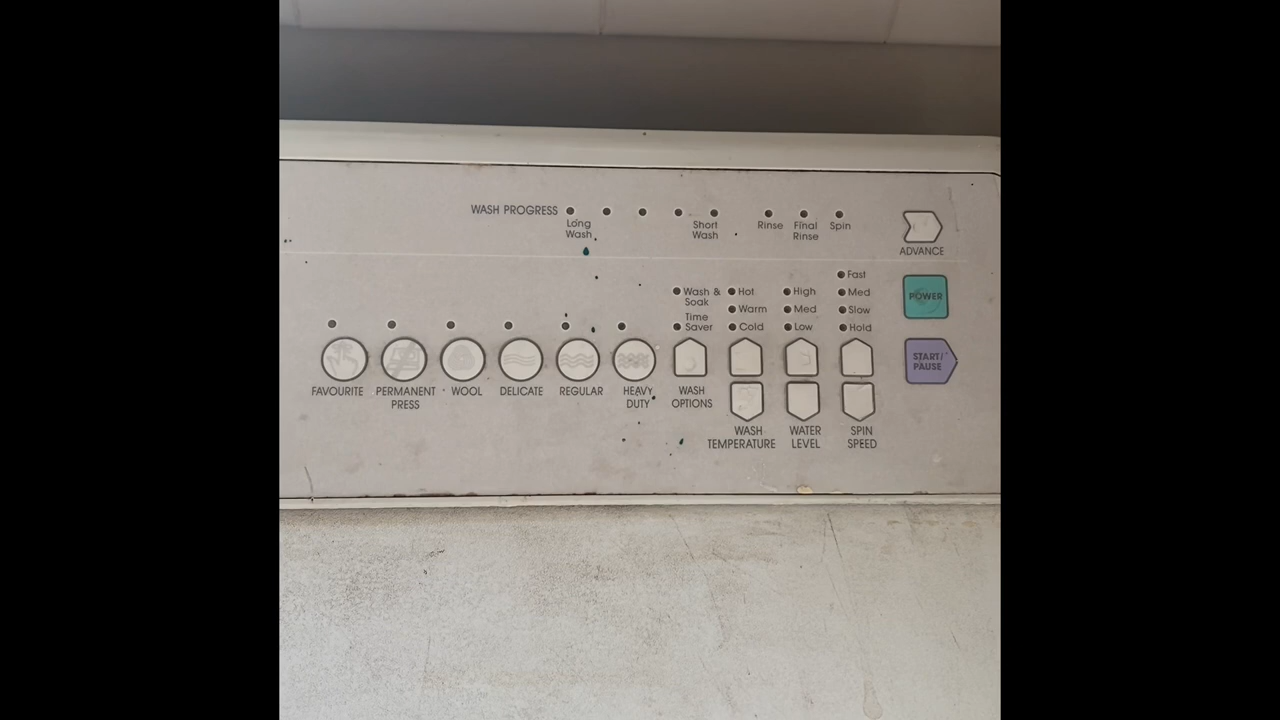 WASH PROGRESS
Long
Wash
Short
Wash
Rinse
Final
Rinse
Spin
ADVANCE
Fast
Wash &
Soak
Hot
High
Med
POWER
Warm
Med
Slow
Time
Saver
Cold
Low
Hold
START/
PAUSE
FAVOURITE
PERMANENT
PRESS
WOOL
DELICATE
REGULAR
HEAVY
DUTY
WASH
OPTIONS
WASH
TEMPERATURE
WATER
LEVEL
SPIN
SPEED